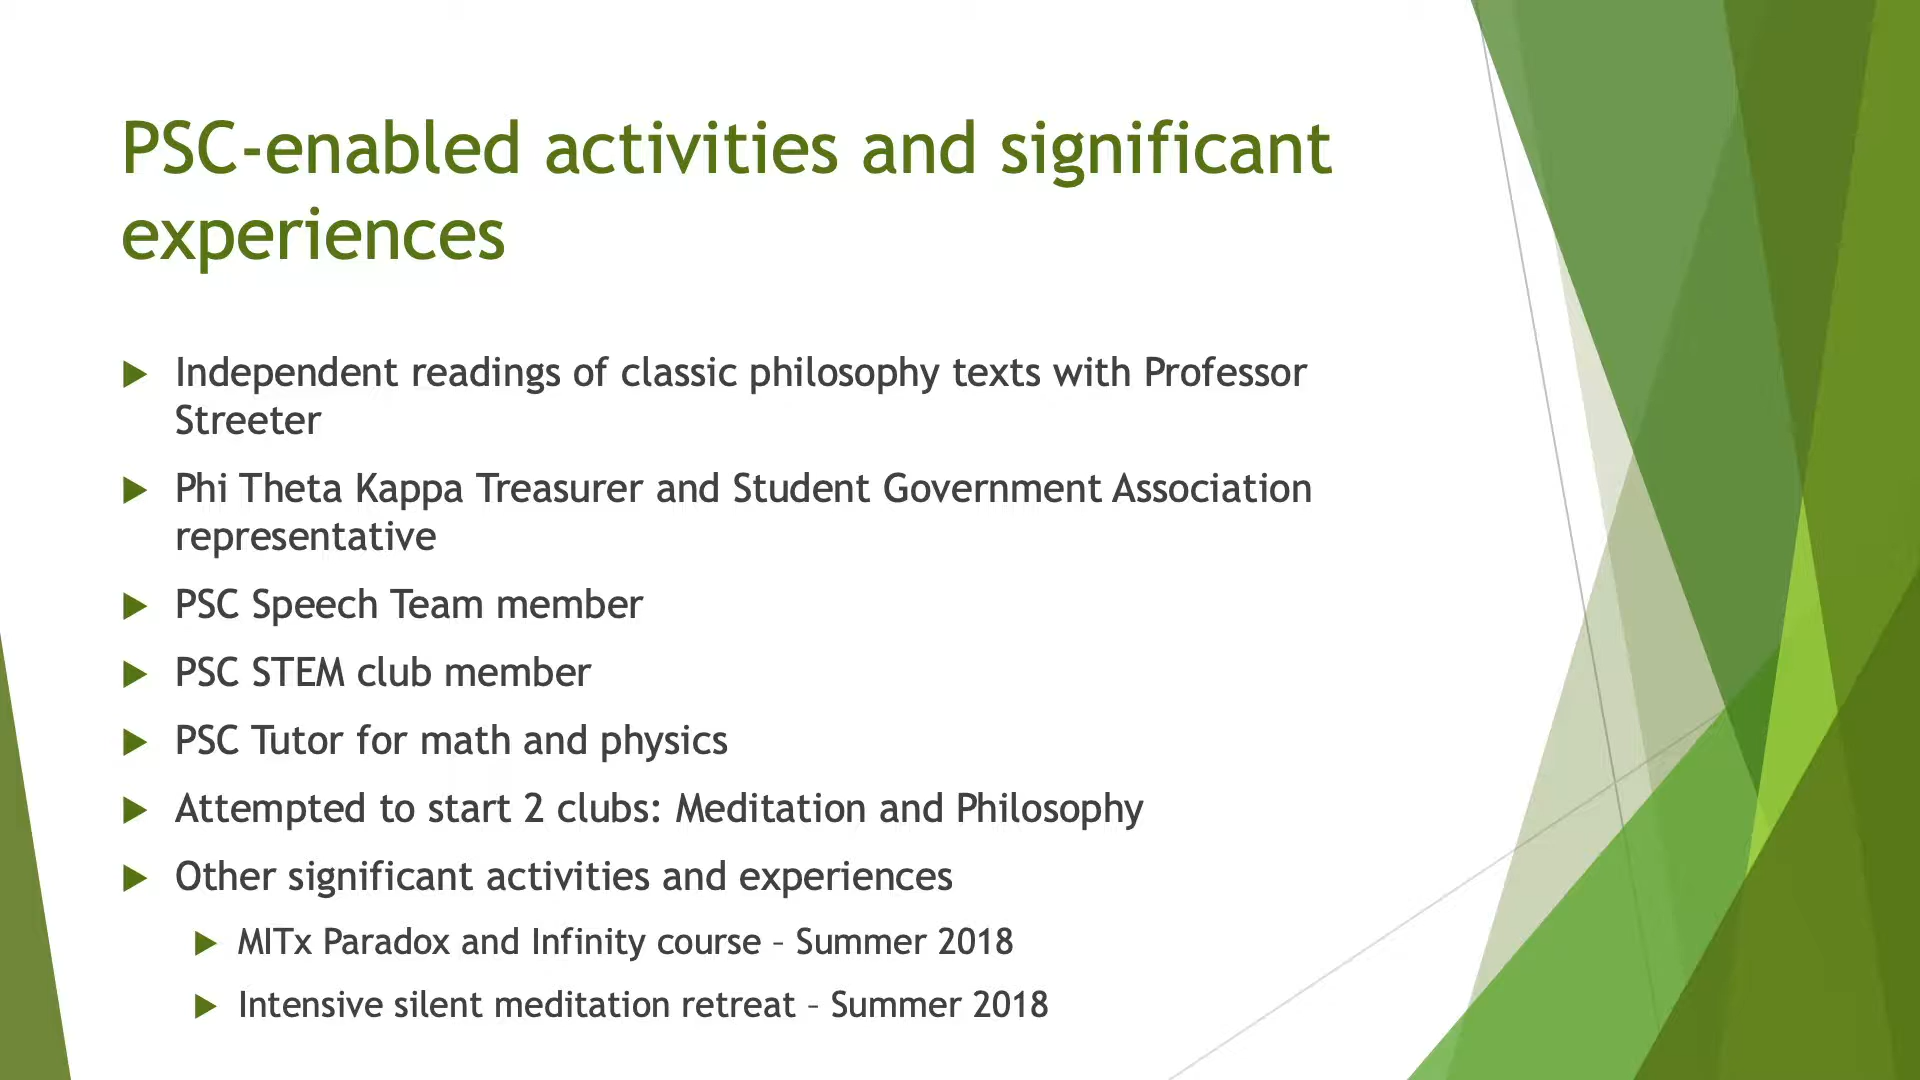 PSC-enabled activities and significant
experiences
Independent readings of classic philosophy texts with Professor
Streeter
Phi Theta Kappa Treasurer and Student Government Association
representative
PSC Speech Team member
PSC STEM club member
PSC Tutor for math and physics
Attempted to start 2 clubs: Meditation and Philosophy
Other significant activities and experiences
MITx Paradox and Infinity course – Summer 2018
Intensive silent meditation retreat – Summer 2018